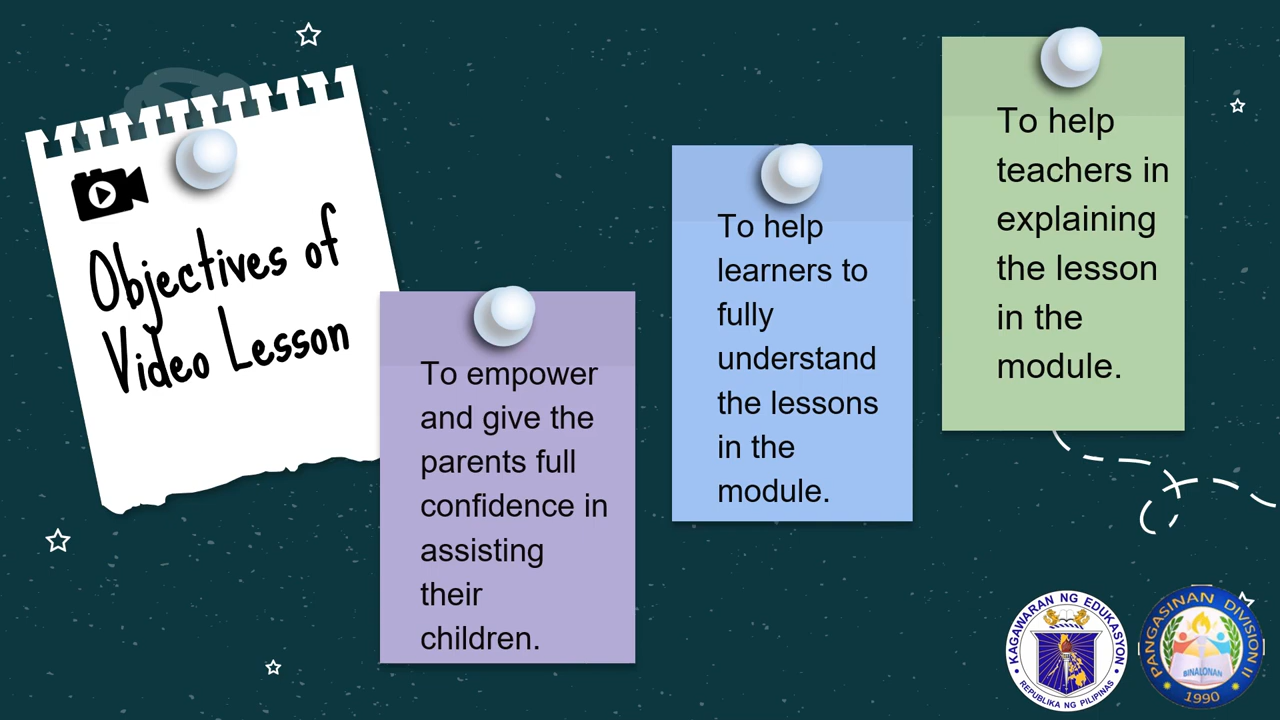 Objectives of
Video Lesson
To empower
and give the
parents full
confidence in
assisting
their
children.
To help
learners to
fully
understand
the lessons
in the
module.
To help
teachers in
explaining
the lesson
in the
module.
KAGAWARAN NG EDUKASYON
REPUBLIKA NG PILIPINAS
PANGASINAN DIVISION II
BINALONAN
1990